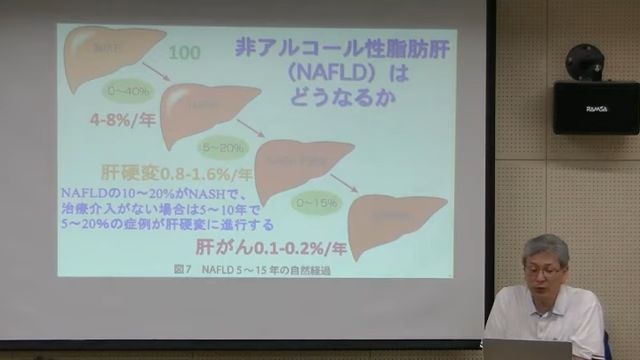 非アルコール性脂肪肝
(NAFLD)は
どうなるか
100
0〜40%
4-8%/年
5〜20%
肝硬変0.8-1.6%/年
NAFLDの10〜20%がNASHで、
治療介入がない場合は5〜10年で
5〜20%の症例が肝硬変に進行する
0〜15%
肝がん0.1-0.2%/年
図7 NAFLD 5〜15年の自然経過
RAMSA